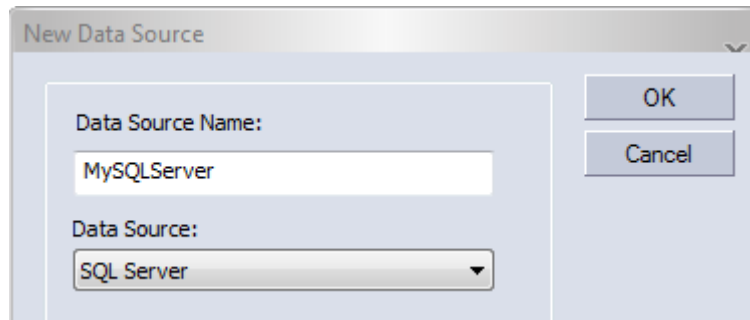 New Data Source
OK
Data Source Name:
Cancel
MySQLServer
Data Source:
SQL Server